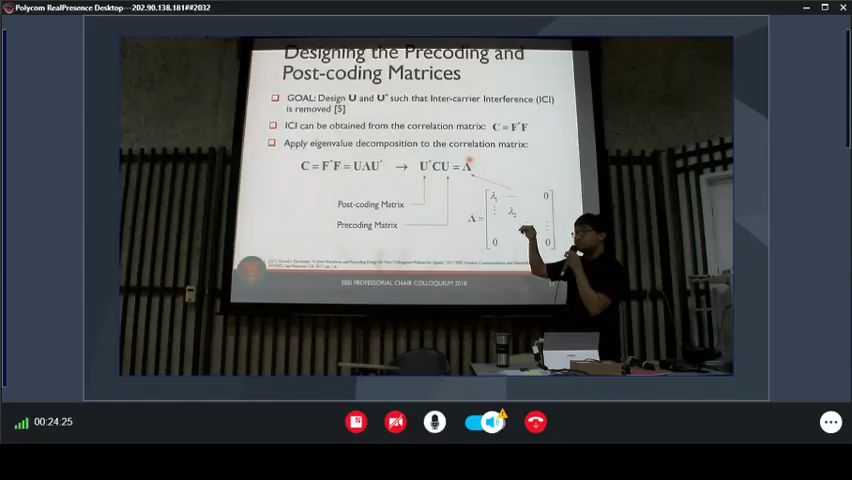 Polycom RealPresence Desktop---202.90.138.181##2032
Designing the Precoding and
Post-coding Matrices
GOAL: Design U and U* such that Inter-carrier Interference (ICI)
is removed [5]
ICI can be obtained from the correlation matrix: C = F*F
Apply eigenvalue decomposition to the correlation matrix:
C = F*F = UΛU* → U*CU = Λ
Post-coding Matrix
Precoding Matrix
Λ =
λ₁ ⋯ 0
⋮ λ₂
⋮
0 0
EEEI PROFESSORIAL CHAIR COLLOQUIUM 2018
00:24:25